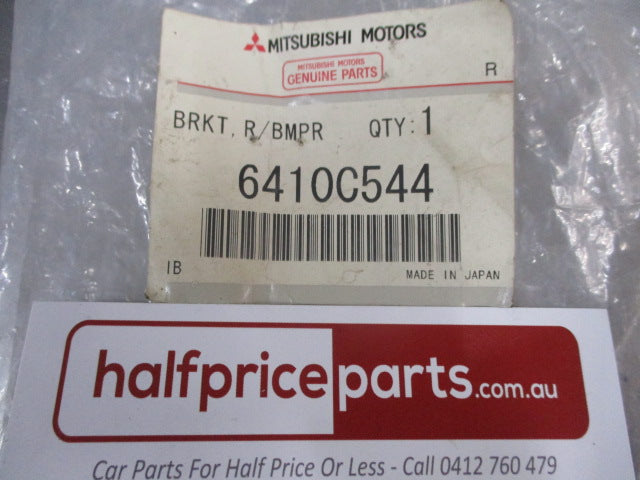 MITSUBISHI MOTORS
MITSUBISHI MOTORS
GENUINE PARTS
R
BRKT, R/BMPR QTY: 1
6410C544
IB MADE IN JAPAN
halfpriceparts.com.au
Car Parts For Half Price Or Less - Call 0412 760 479